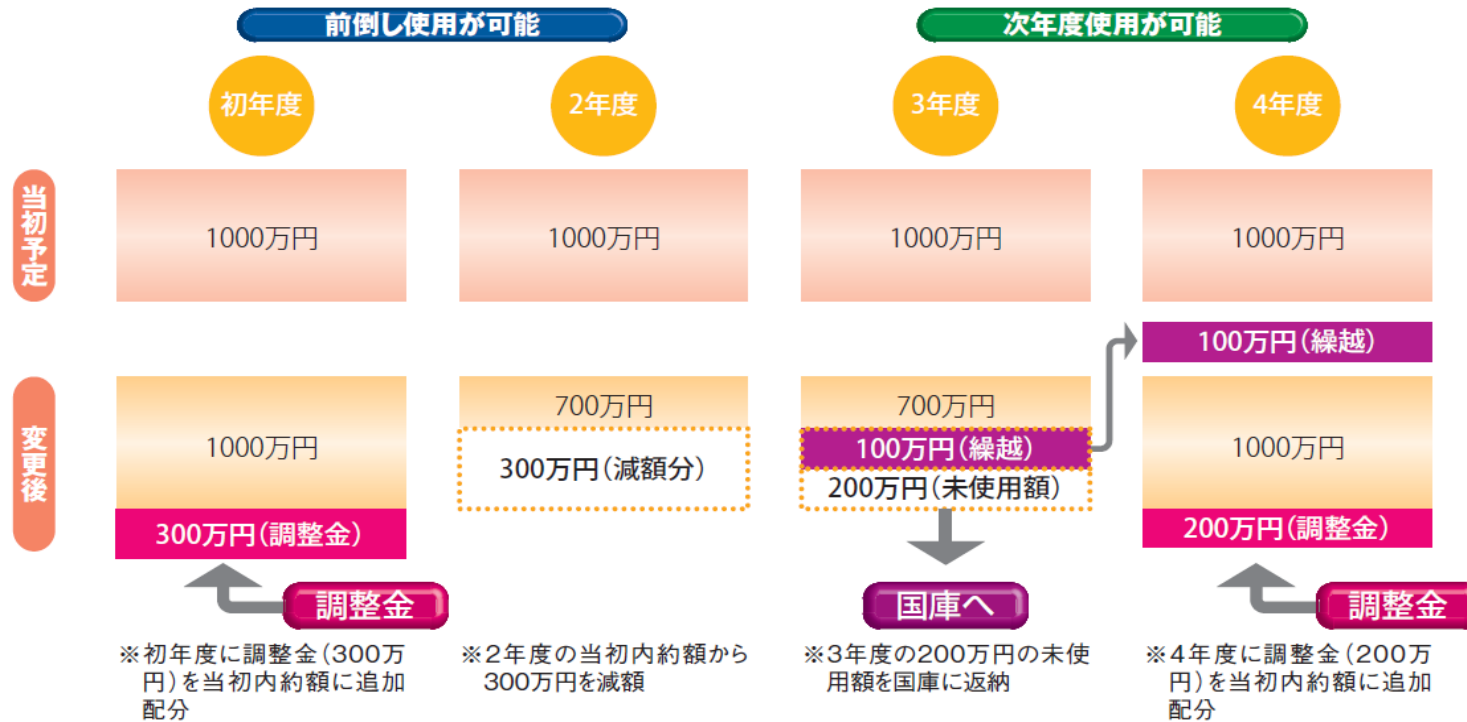 前倒し使用が可能
次年度使用が可能
初年度
2年度
3年度
4年度
当初予定
1000万円
1000万円
1000万円
1000万円
変更後
1000万円
300万円(調整金)
700万円
300万円(減額分)
700万円
100万円(繰越)
200万円(未使用額)
100万円(繰越)
1000万円
200万円(調整金)
調整金
国庫へ
調整金
※初年度に調整金(300万
円)を当初内約額に追加
配分
※2年度の当初内約額から
300万円を減額
※3年度の200万円の未使
用額を国庫に返納
※4年度に調整金(200万
円)を当初内約額に追加
配分